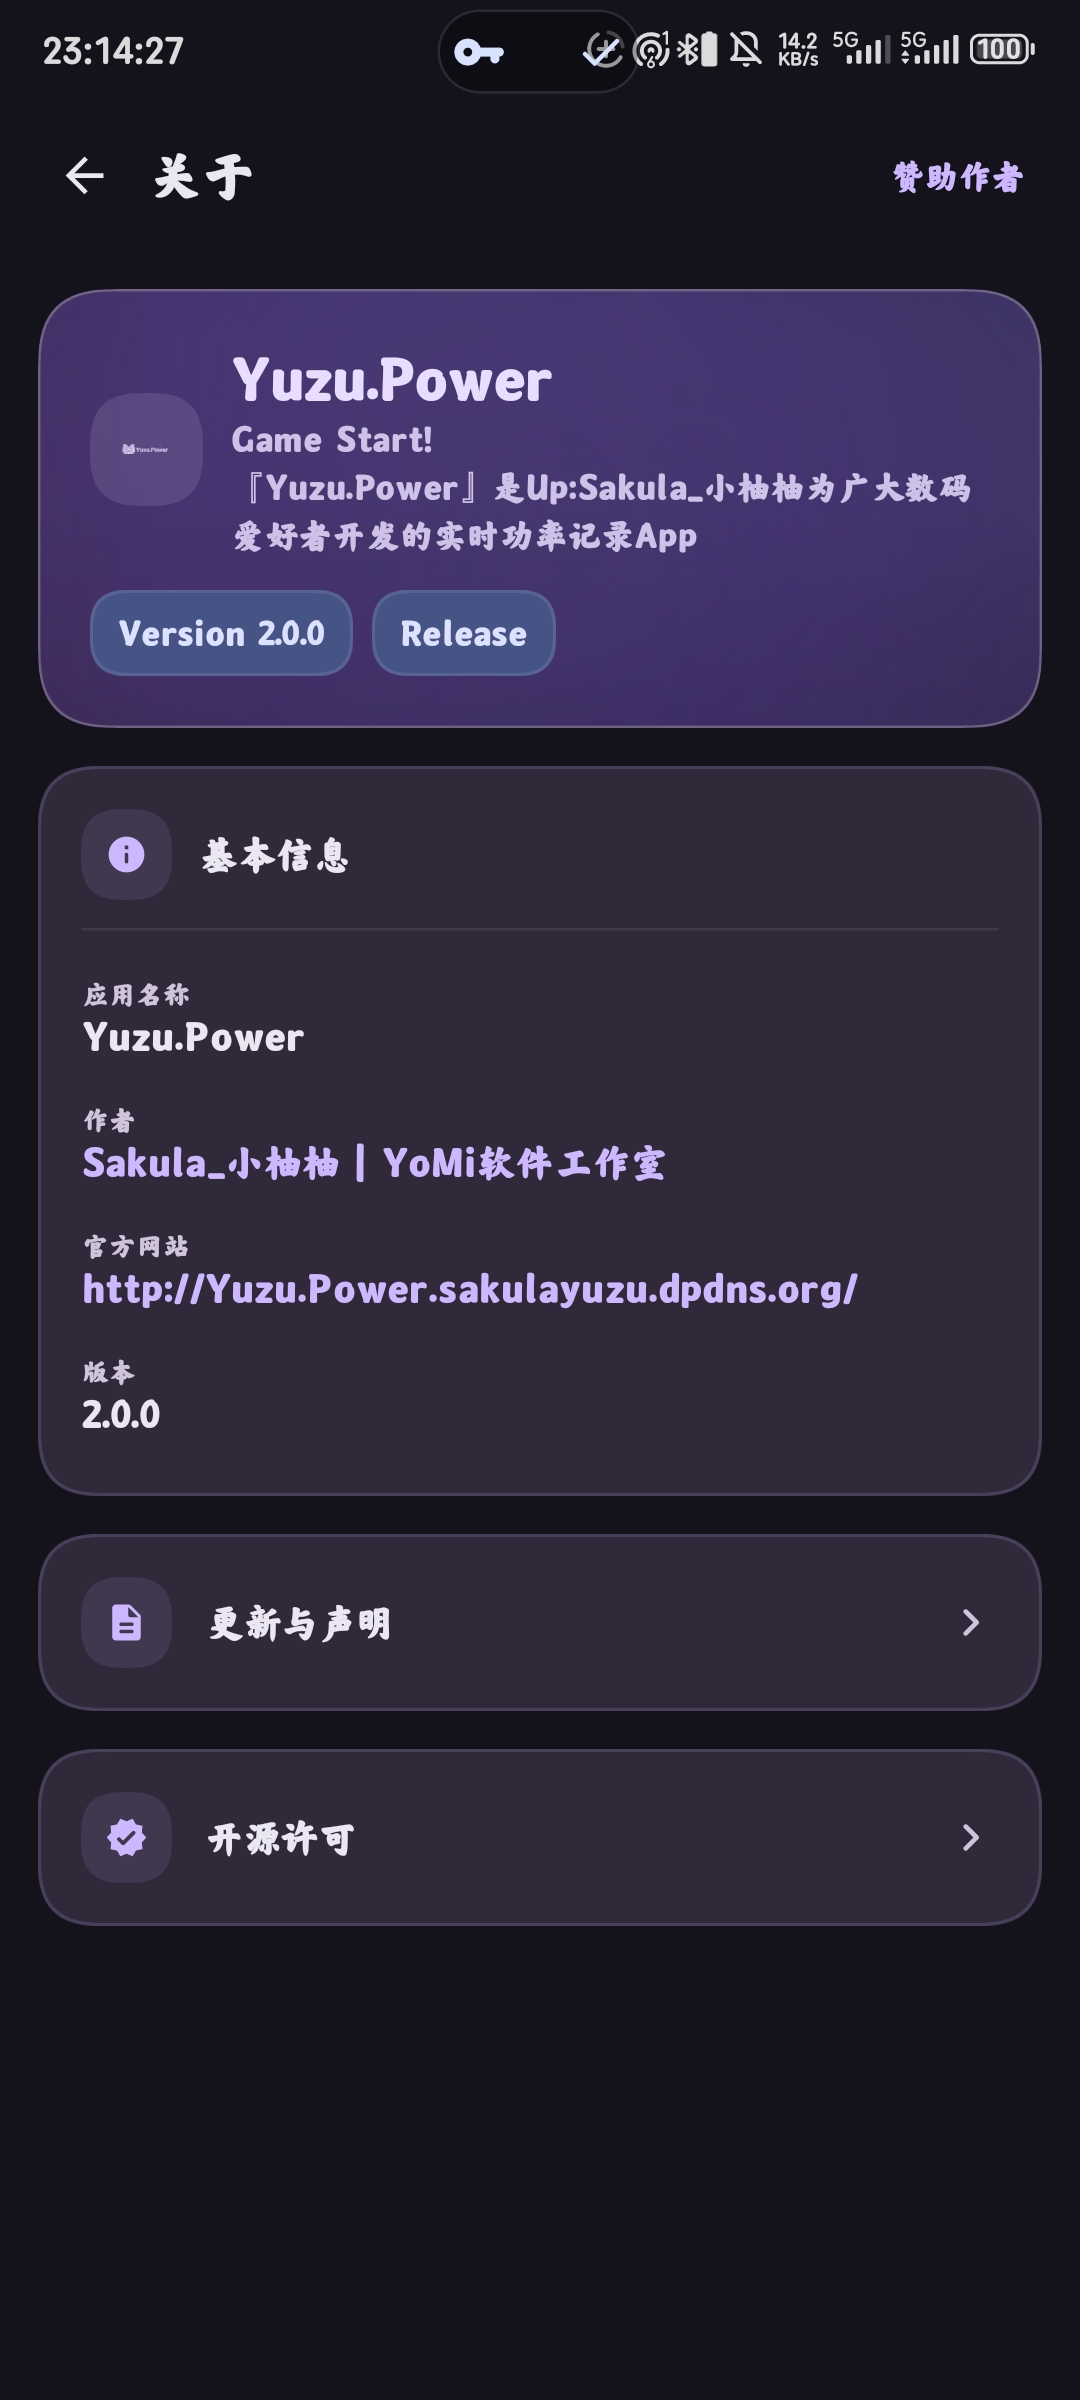 23:14:27
1
14.2
KB/s
5G
5G
100
关于
赞助作者
Yuzu.Power
Yuzu.Power
Game Start!
『Yuzu.Power』是Up:Sakula_小柚柚为广大数码
爱好者开发的实时功率记录App
Version 2.0.0
Release
基本信息
应用名称
Yuzu.Power
作者
Sakula_小柚柚 | YoMi软件工作室
官方网站
http://Yuzu.Power.sakulayuzu.dpdns.org/
版本
2.0.0
更新与声明
开源许可